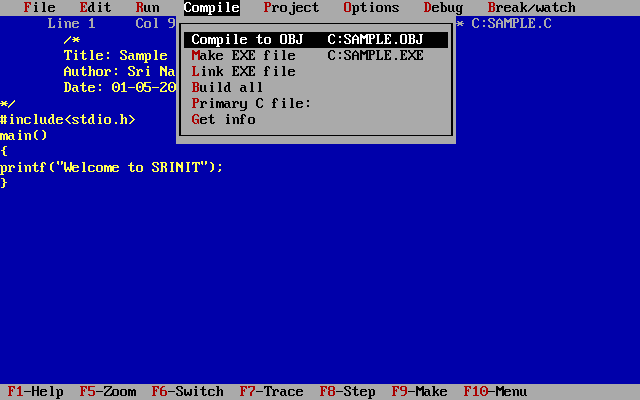 File Edit Run Compile Project Options Debug Break/watch
Line 1 Col 9 * C:SAMPLE.C
Compile to OBJ C:SAMPLE.OBJ
Make EXE file C:SAMPLE.EXE
Link EXE file
Build all
Primary C file:
Get info
/*
Title: Sample
Author: Sri Na
Date: 01-05-20
*/
#include<stdio.h>
main()
{
printf("Welcome to SRINIT");
}
F1-Help F5-Zoom F6-Switch F7-Trace F8-Step F9-Make F10-Menu